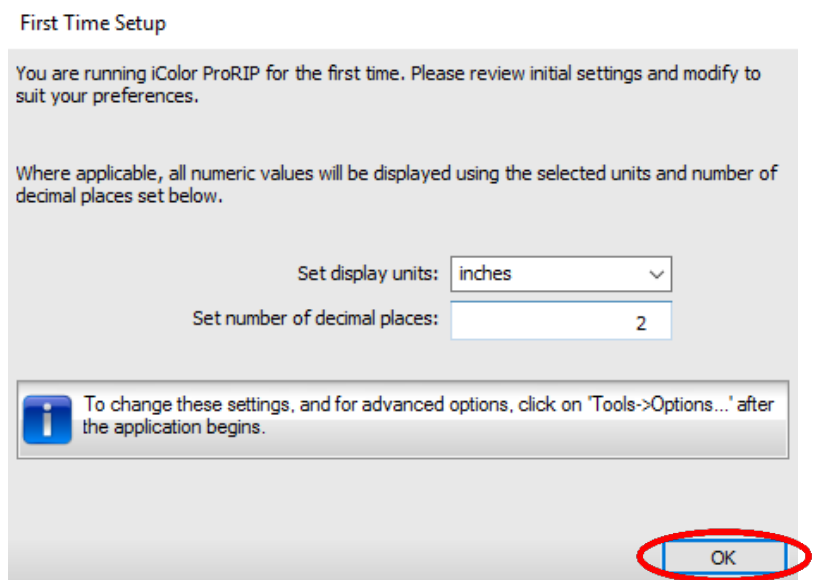 First Time Setup
You are running iColor ProRIP for the first time. Please review initial settings and modify to
suit your preferences.
Where applicable, all numeric values will be displayed using the selected units and number of
decimal places set below.
Set display units: inches
Set number of decimal places: 2
To change these settings, and for advanced options, click on 'Tools->Options...' after
the application begins.
OK